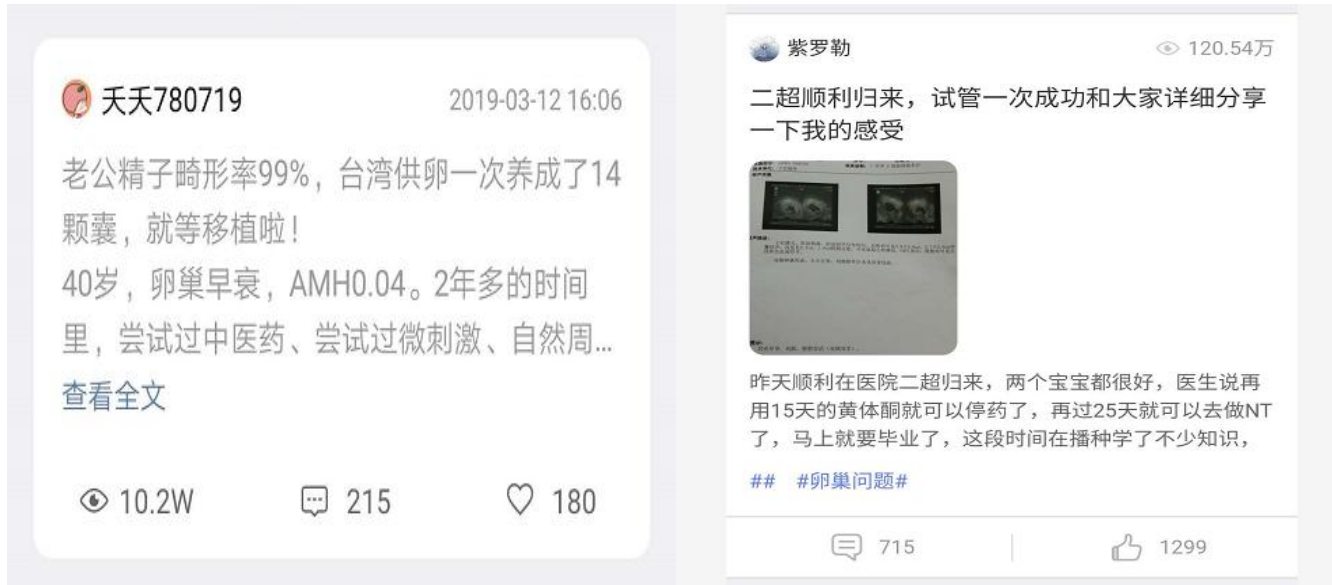 夭夭780719
2019-03-12 16:06
老公精子畸形率99%，台湾供卵一次养成了14
颗囊，就等移植啦！
40岁，卵巢早衰，AMH0.04。2年多的时间
里，尝试过中医药、尝试过微刺激、自然周...
查看全文
10.2W
215
180
紫罗勒
120.54万
二超顺利归来，试管一次成功和大家详细分享
一下我的感受
昨天顺利在医院二超归来，两个宝宝都很好，医生说再
用15天的黄体酮就可以停药了，再过25天就可以去做NT
了，马上就要毕业了，这段时间在播种学了不少知识，
## #卵巢问题#
715
1299